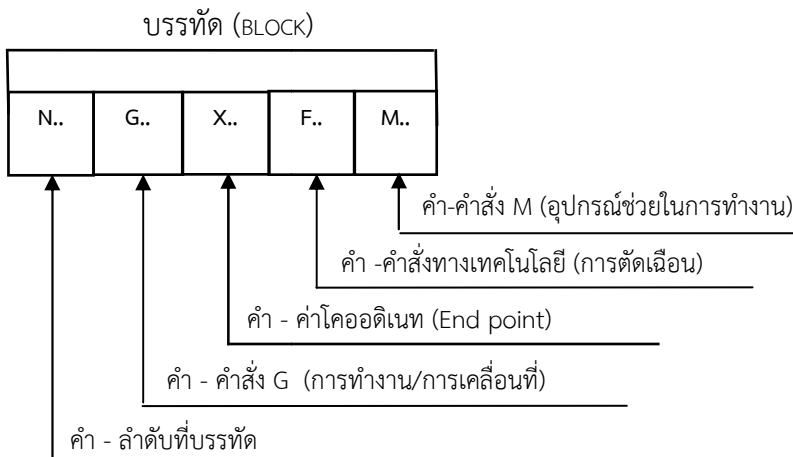 บรรทัด (BLOCK)
N.. G.. X.. F.. M..
คำ-คำสั่ง M (อุปกรณ์ช่วยในการทำงาน)
คำ -คำสั่งทางเทคโนโลยี (การตัดเฉือน)
คำ - ค่าโคออดิเนท (End point)
คำ - คำสั่ง G (การทำงาน/การเคลื่อนที่)
คำ - ลำดับที่บรรทัด